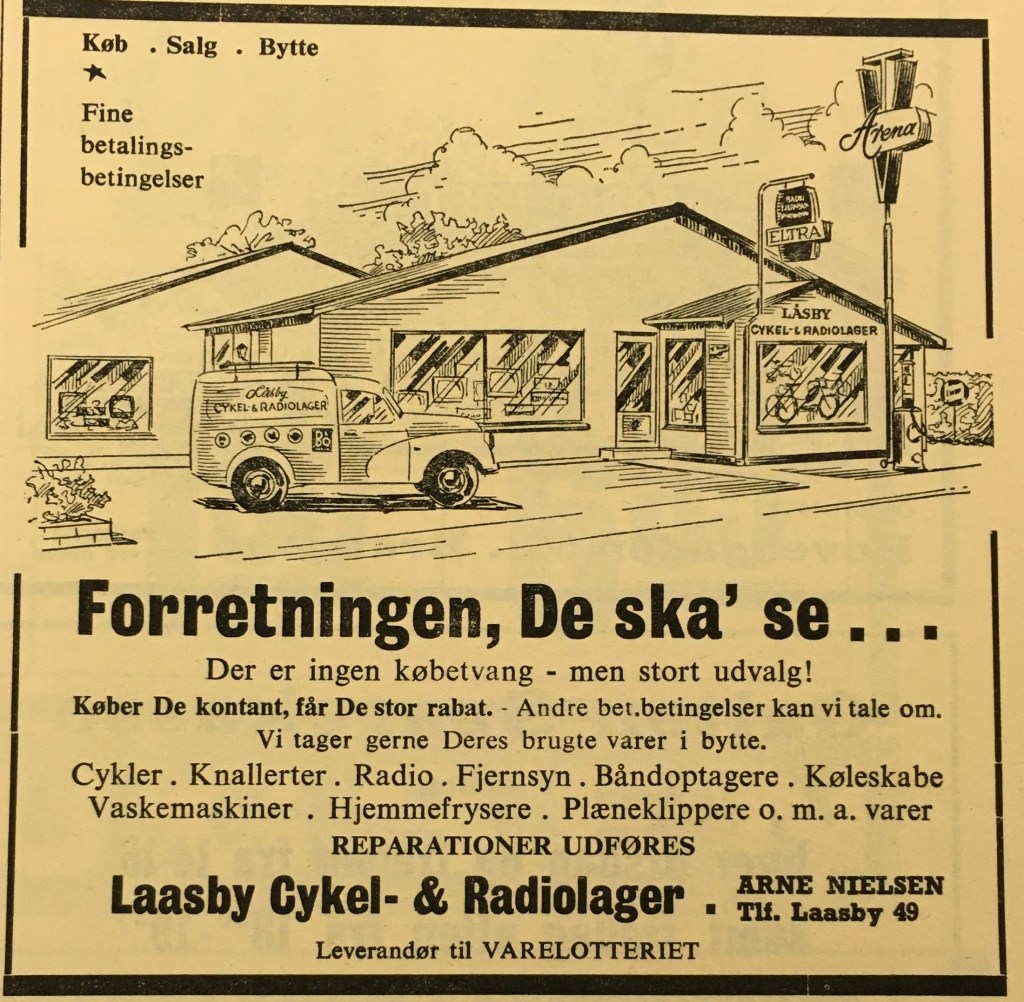 Køb . Salg . Bytte
Fine
betalings-
betingelser
Arena
RADIO
FJERNSYN
ELTRA
LÅSBY
CYKEL- & RADIOLAGER
Låsby
CYKEL- & RADIOLAGER
Forretningen, De ska' se . . .
Der er ingen købetvang - men stort udvalg!
Køber De kontant, får De stor rabat. - Andre bet.betingelser kan vi tale om.
Vi tager gerne Deres brugte varer i bytte.
Cykler . Knallerter . Radio . Fjernsyn . Båndoptagere . Køleskabe
Vaskemaskiner . Hjemmefrysere . Plæneklippere o. m. a. varer
REPARATIONER UDFØRES
Laasby Cykel- & Radiolager . ARNE NIELSEN
Tlf. Laasby 49
Leverandør til VARELOTTERIET